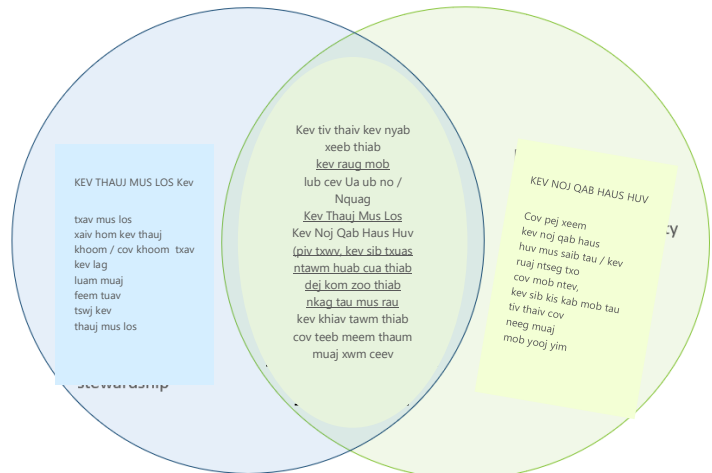 KEV THAUJ MUS LOS Kev
txav mus los
xaiv hom kev thauj
khoom / cov khoom txav
kev lag
luam muaj
feem tuav
tswj kev
thauj mus los
stewardship
Kev tiv thaiv kev nyab
xeeb thiab
kev raug mob
lub cev Ua ub no /
Nquag
Kev Thauj Mus Los
Kev Noj Qab Haus Huv
(piv txwv, kev sib txuas
ntawm huab cua thiab
dej kom zoo thiab
nkag tau mus rau
kev khiav tawm thiab
cov teeb meem thaum
muaj xwm ceev
KEV NOJ QAB HAUS HUV
Cov pej xeem
kev noj qab haus
huv mus saib tau / kev
ruaj ntseg txo
cov mob ntev,
kev sib kis kab mob tau
tiv thaiv cov
neeg muaj
mob yooj yim